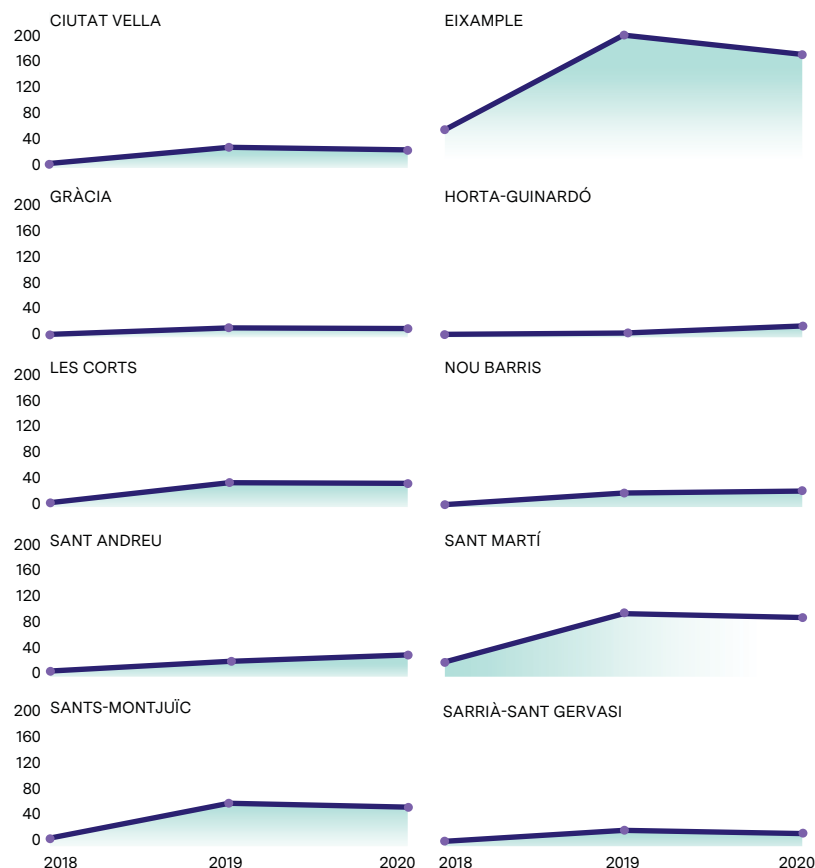 CIUTAT VELLA
200
160
120
80
40
0
EIXAMPLE
GRÀCIA
200
160
120
80
40
0
HORTA-GUINARDÓ
LES CORTS
200
160
120
80
40
0
NOU BARRIS
SANT ANDREU
200
160
120
80
40
0
SANT MARTÍ
SANTS-MONTJUÏC
200
160
120
80
40
0
2018 2019 2020
SARRIÀ-SANT GERVASI
2018 2019 2020